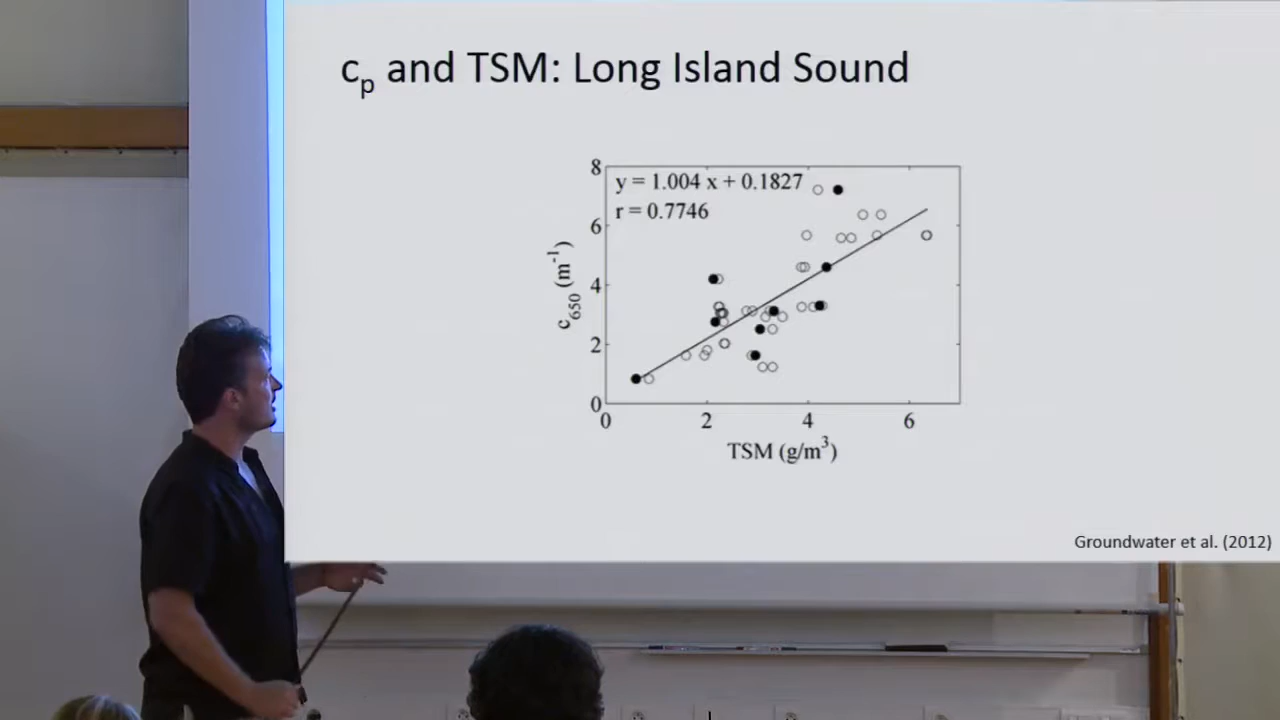 cp and TSM: Long Island Sound
y = 1.004 x + 0.1827
r = 0.7746
8
6
4
2
0
c650 (m-1)
0 2 4 6
TSM (g/m3)
Groundwater et al. (2012)